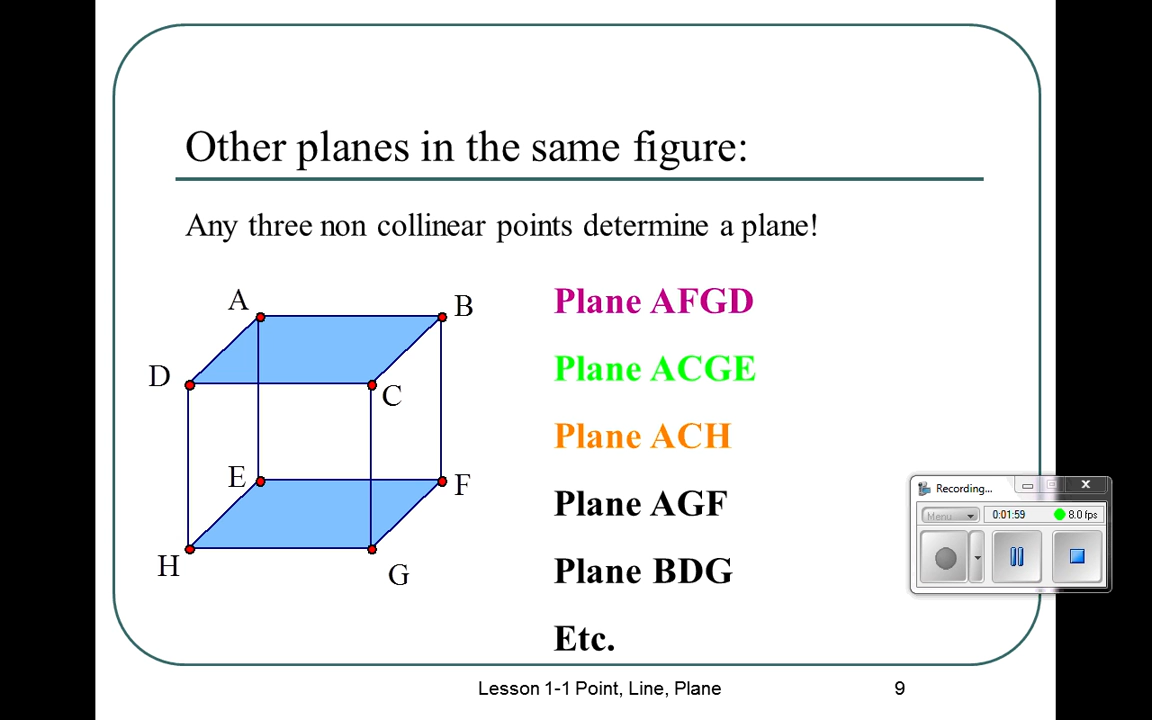 Other planes in the same figure:
Any three non collinear points determine a plane!
A
B
D
C
E
F
H
G
Plane AFGD
Plane ACGE
Plane ACH
Plane AGF
Plane BDG
Etc.
Recording...
Menu
0:01:59
8.0 fps
Lesson 1-1 Point, Line, Plane
9